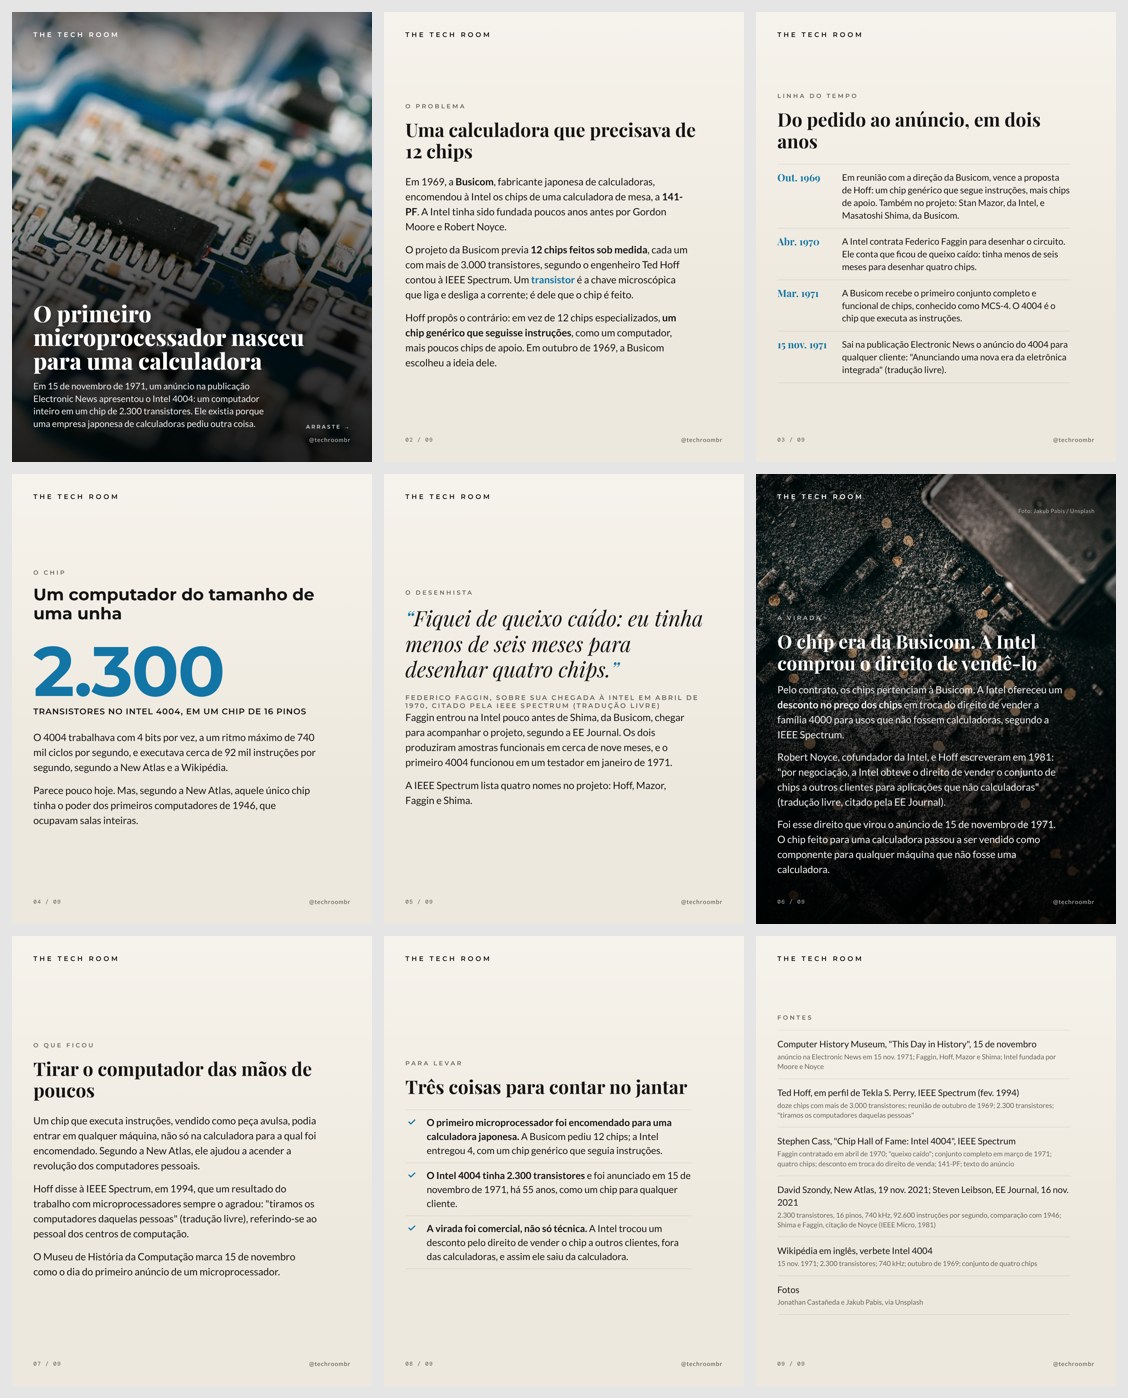 THE TECH ROOM
O primeiro
microprocessador nasceu
para uma calculadora
Em 15 de novembro de 1971, um anúncio na publicação
Electronic News apresentou o Intel 4004: um computador
inteiro em um chip de 2.300 transistores. Ele existia porque
uma empresa japonesa de calculadoras pediu outra coisa.
ARRASTE →
@techroombr
THE TECH ROOM
O PROBLEMA
Uma calculadora que precisava de
12 chips
Em 1969, a Busicom, fabricante japonesa de calculadoras,
encomendou à Intel os chips de uma calculadora de mesa, a 141-
PF. A Intel tinha sido fundada poucos anos antes por Gordon
Moore e Robert Noyce.
O projeto da Busicom previa 12 chips feitos sob medida, cada um
com mais de 3.000 transistores, segundo o engenheiro Ted Hoff
contou à IEEE Spectrum. Um transistor é a chave microscópica
que liga e desliga a corrente; é dele que o chip é feito.
Hoff propôs o contrário: em vez de 12 chips especializados, um
chip genérico que seguisse instruções, como um computador,
mais poucos chips de apoio. Em outubro de 1969, a Busicom
escolheu a ideia dele.
02 / 09
@techroombr
THE TECH ROOM
LINHA DO TEMPO
Do pedido ao anúncio, em dois
anos
Out. 1969
Em reunião com a direção da Busicom, vence a proposta
de Hoff: um chip genérico que segue instruções, mais chips
de apoio. Também no projeto: Stan Mazor, da Intel, e
Masatoshi Shima, da Busicom.
Abr. 1970
A Intel contrata Federico Faggin para desenhar o circuito.
Ele conta que ficou de queixo caído: tinha menos de seis
meses para desenhar quatro chips.
Mar. 1971
A Busicom recebe o primeiro conjunto completo e
funcional de chips, conhecido como MCS-4. O 4004 é o
chip que executa as instruções.
15 nov. 1971
Sai na publicação Electronic News o anúncio do 4004 para
qualquer cliente: "Anunciando uma nova era da eletrônica
integrada" (tradução livre).
03 / 09
@techroombr
THE TECH ROOM
O CHIP
Um computador do tamanho de
uma unha
2.300
TRANSISTORES NO INTEL 4004, EM UM CHIP DE 16 PINOS
O 4004 trabalhava com 4 bits por vez, a um ritmo máximo de 740
mil ciclos por segundo, e executava cerca de 92 mil instruções por
segundo, segundo a New Atlas e a Wikipédia.
Parece pouco hoje. Mas, segundo a New Atlas, aquele único chip
tinha o poder dos primeiros computadores de 1946, que
ocupavam salas inteiras.
04 / 09
@techroombr
THE TECH ROOM
O DESENHISTA
“Fiquei de queixo caído: eu tinha
menos de seis meses para
desenhar quatro chips.”
FEDERICO FAGGIN, SOBRE SUA CHEGADA À INTEL EM ABRIL DE
1970, CITADO PELA IEEE SPECTRUM (TRADUÇÃO LIVRE)
Faggin entrou na Intel pouco antes de Shima, da Busicom, chegar
para acompanhar o projeto, segundo a EE Journal. Os dois
produziram amostras funcionais em cerca de nove meses, e o
primeiro 4004 funcionou em um testador em janeiro de 1971.
A IEEE Spectrum lista quatro nomes no projeto: Hoff, Mazor,
Faggin e Shima.
05 / 09
@techroombr
THE TECH ROOM
Foto: Jakub Pabis / Unsplash
A VIRADA
O chip era da Busicom. A Intel
comprou o direito de vendê-lo
Pelo contrato, os chips pertenciam à Busicom. A Intel ofereceu um
desconto no preço dos chips em troca do direito de vender a
família 4000 para usos que não fossem calculadoras, segundo a
IEEE Spectrum.
Robert Noyce, cofundador da Intel, e Hoff escreveram em 1981:
"por negociação, a Intel obteve o direito de vender o conjunto de
chips a outros clientes para aplicações que não calculadoras"
(tradução livre, citado pela EE Journal).
Foi esse direito que virou o anúncio de 15 de novembro de 1971.
O chip feito para uma calculadora passou a ser vendido como
componente para qualquer máquina que não fosse uma
calculadora.
06 / 09
@techroombr
THE TECH ROOM
O QUE FICOU
Tirar o computador das mãos de
poucos
Um chip que executa instruções, vendido como peça avulsa, podia
entrar em qualquer máquina, não só na calculadora para a qual foi
encomendado. Segundo a New Atlas, ele ajudou a acender a
revolução dos computadores pessoais.
Hoff disse à IEEE Spectrum, em 1994, que um resultado do
trabalho com microprocessadores sempre o agradou: "tiramos os
computadores daquelas pessoas" (tradução livre), referindo-se ao
pessoal dos centros de computação.
O Museu de História da Computação marca 15 de novembro
como o dia do primeiro anúncio de um microprocessador.
07 / 09
@techroombr
THE TECH ROOM
PARA LEVAR
Três coisas para contar no jantar
O primeiro microprocessador foi encomendado para uma
calculadora japonesa. A Busicom pediu 12 chips; a Intel
entregou 4, com um chip genérico que seguia instruções.
O Intel 4004 tinha 2.300 transistores e foi anunciado em 15 de
novembro de 1971, há 55 anos, como um chip para qualquer
cliente.
A virada foi comercial, não só técnica. A Intel trocou um
desconto pelo direito de vender o chip a outros clientes, fora
das calculadoras, e assim ele saiu da calculadora.
08 / 09
@techroombr
THE TECH ROOM
FONTES
Computer History Museum, "This Day in History", 15 de novembro
anúncio na Electronic News em 15 nov. 1971; Faggin, Hoff, Mazor e Shima; Intel fundada por
Moore e Noyce
Ted Hoff, em perfil de Tekla S. Perry, IEEE Spectrum (fev. 1994)
doze chips com mais de 3.000 transistores; reunião de outubro de 1969; 2.300 transistores;
"tiramos os computadores daquelas pessoas"
Stephen Cass, "Chip Hall of Fame: Intel 4004", IEEE Spectrum
Faggin contratado em abril de 1970; "queixo caído"; conjunto completo em março de 1971;
quatro chips; desconto em troca do direito de venda; 141-PF; texto do anúncio
David Szondy, New Atlas, 19 nov. 2021; Steven Leibson, EE Journal, 16 nov.
2021
2.300 transistores, 16 pinos, 740 kHz, 92.600 instruções por segundo, comparação com 1946;
Shima e Faggin, citação de Noyce (IEEE Micro, 1981)
Wikipédia em inglês, verbete Intel 4004
15 nov. 1971; 2.300 transistores; 740 kHz; outubro de 1969; conjunto de quatro chips
Fotos
Jonathan Castañeda e Jakub Pabis, via Unsplash
09 / 09
@techroombr